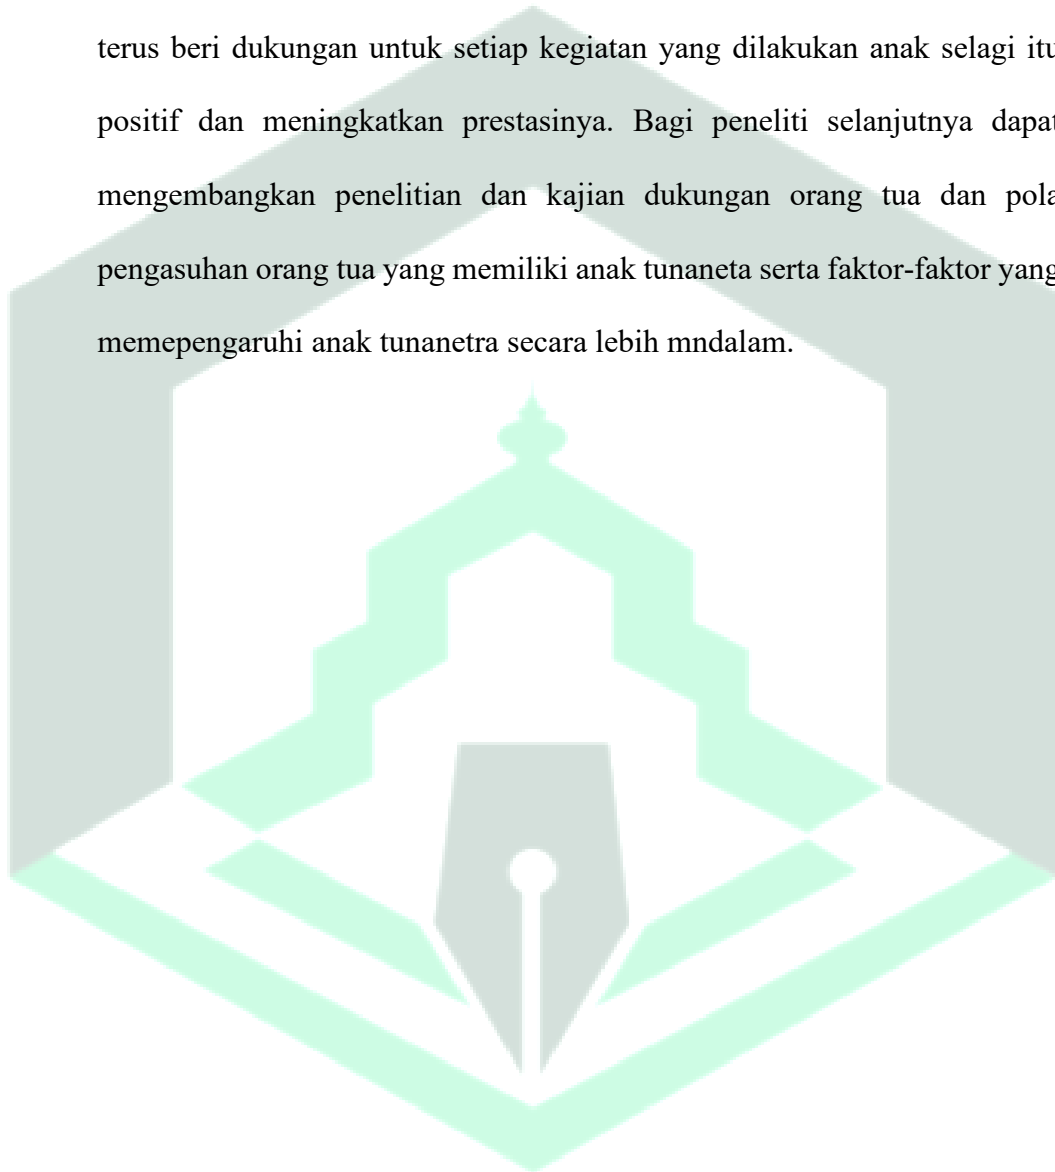 terus beri dukungan untuk setiap kegiatan yang dilakukan anak selagi itu
positif dan meningkatkan prestasinya. Bagi peneliti selanjutnya dapat
mengembangkan penelitian dan kajian dukungan orang tua dan pola
pengasuhan orang tua yang memiliki anak tunaneta serta faktor-faktor yang
memepengaruhi anak tunanetra secara lebih mndalam.